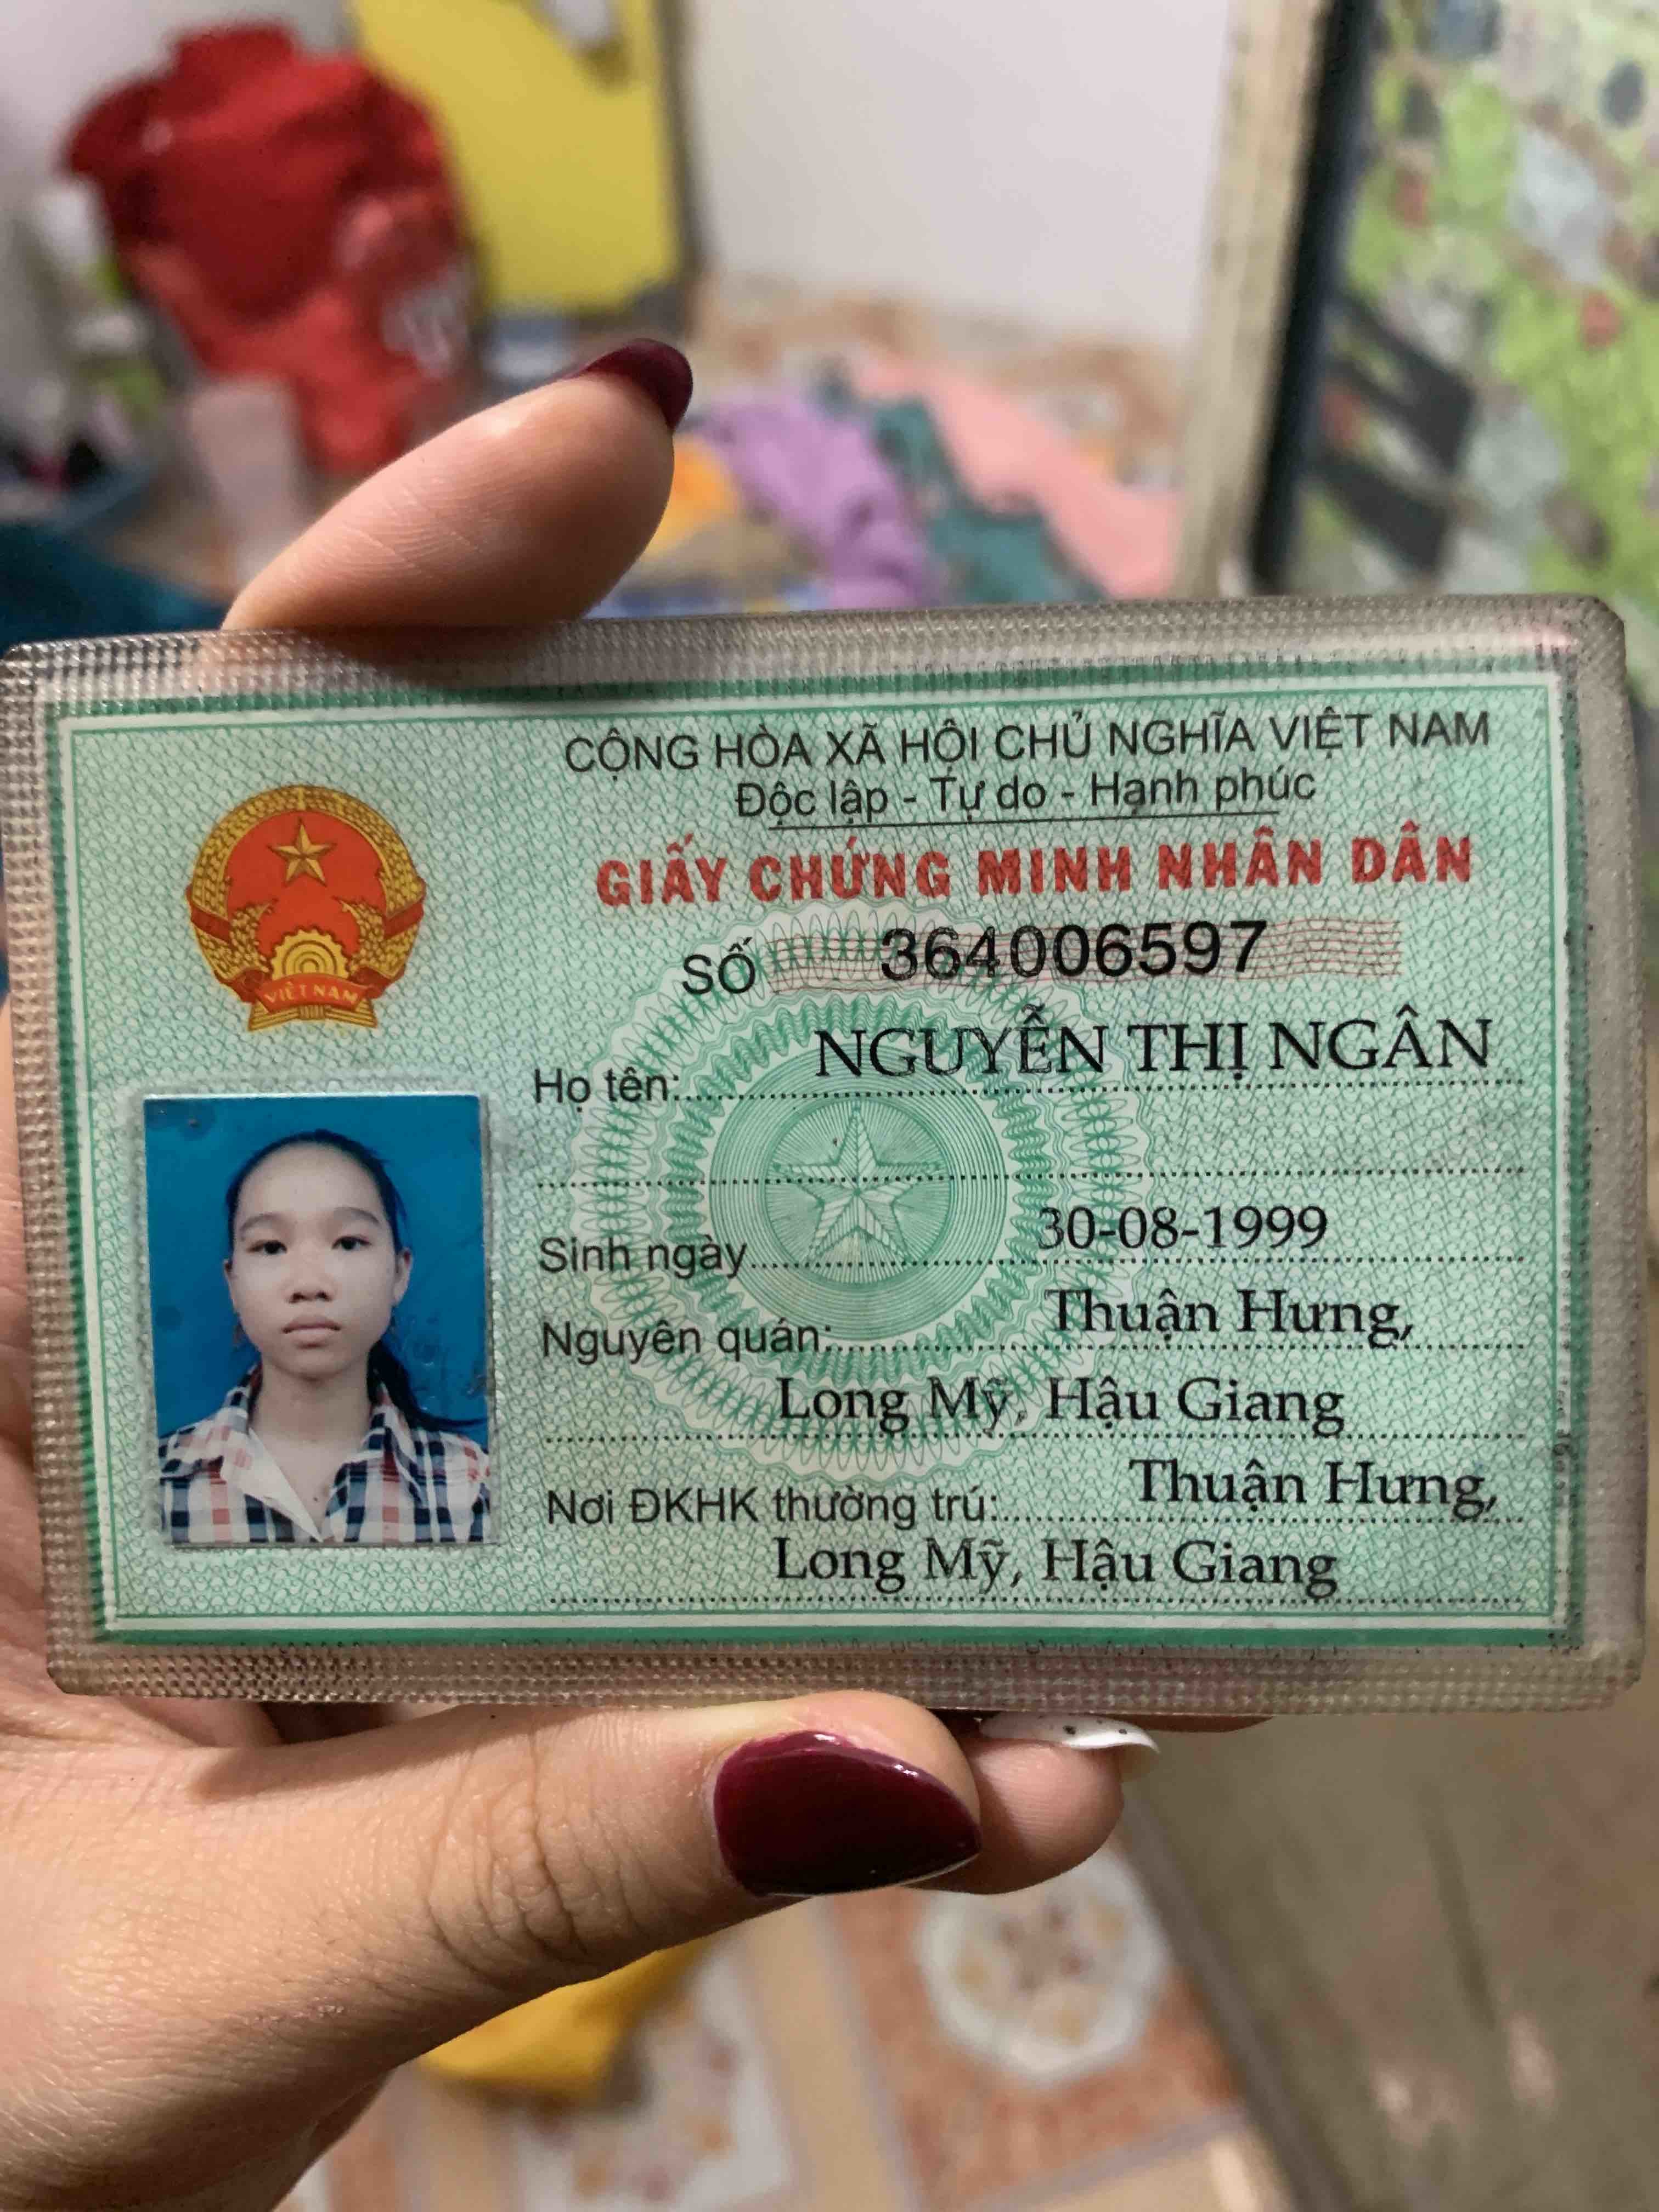 CỘNG HÒA XÃ HỘI CHỦ NGHĨA VIỆT NAM
Độc lập - Tự do - Hạnh phúc
GIẤY CHỨNG MINH NHÂN DÂN
SỐ 364006597
VIỆT NAM
Họ tên: NGUYỄN THỊ NGÂN
Sinh ngày 30-08-1999
Nguyên quán: Thuận Hưng,
Long Mỹ, Hậu Giang
Nơi ĐKHK thường trú: Thuận Hưng,
Long Mỹ, Hậu Giang